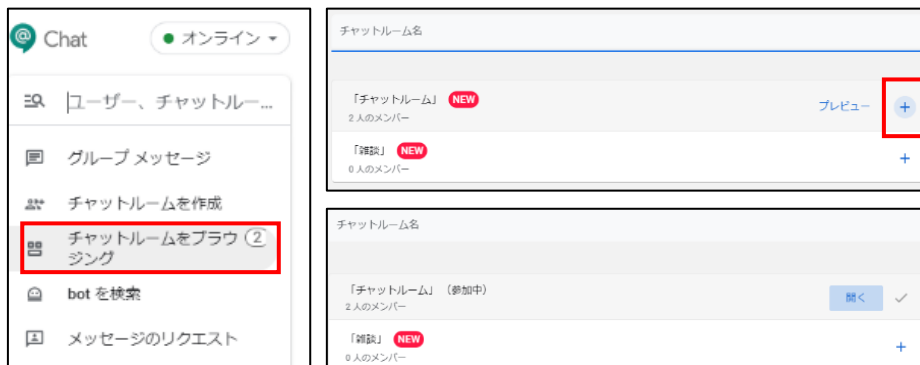 Chat
オンライン
ユーザー、チャットルー...
グループ メッセージ
チャットルームを作成
チャットルームをブラウ 2
ジング
bot を検索
メッセージのリクエスト
チャットルーム名
「チャットルーム」 NEW
2人のメンバー
プレビュー +
「雑談」 NEW
0人のメンバー
+
チャットルーム名
「チャットルーム」（参加中）
2人のメンバー
開く
「雑談」 NEW
0人のメンバー
+